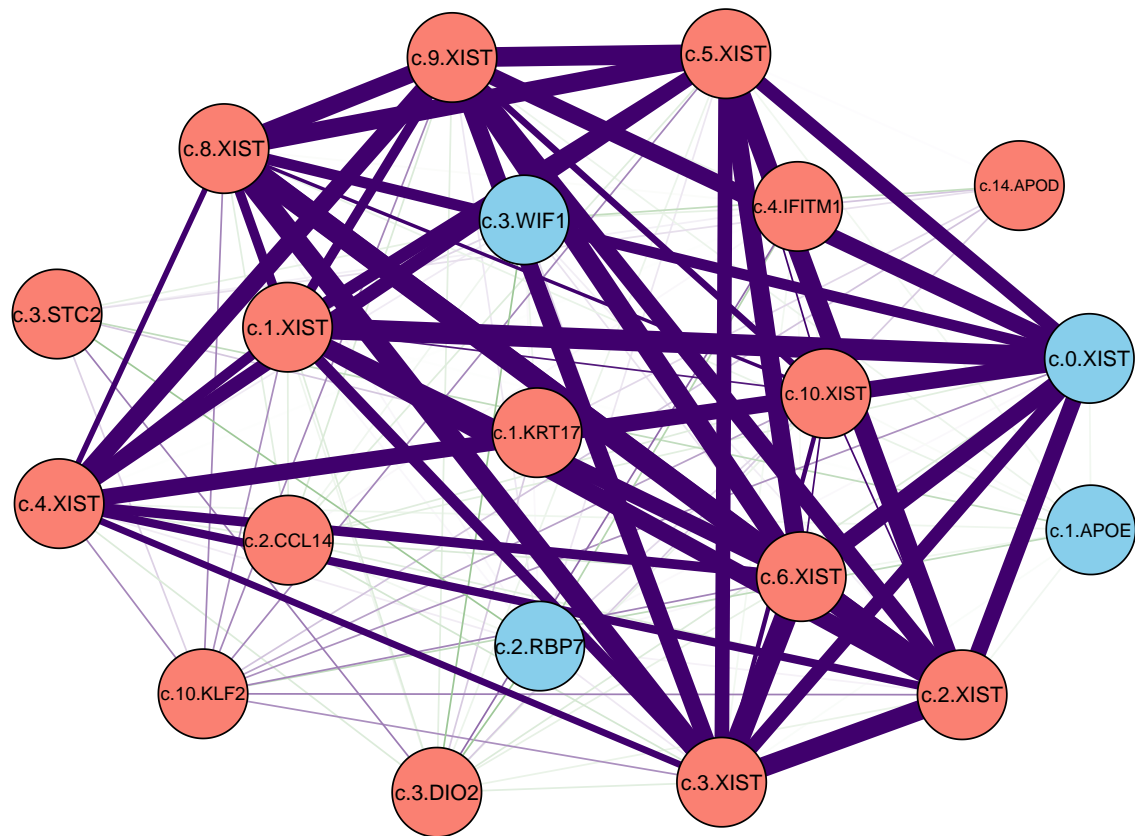 c.9.XIST
c.5.XIST
c.8.XIST
c.14.APOD
c.4.IFITM1
c.3.WIF1
c.3.STC2
c.1.XIST
c.0.XIST
c.10.XIST
c.1.KRT17
c.4.XIST
c.1.APOE
c.2.CCL14
c.6.XIST
c.2.RBP7
c.10.KLF2
c.2.XIST
c.3.XIST
c.3.DIO2